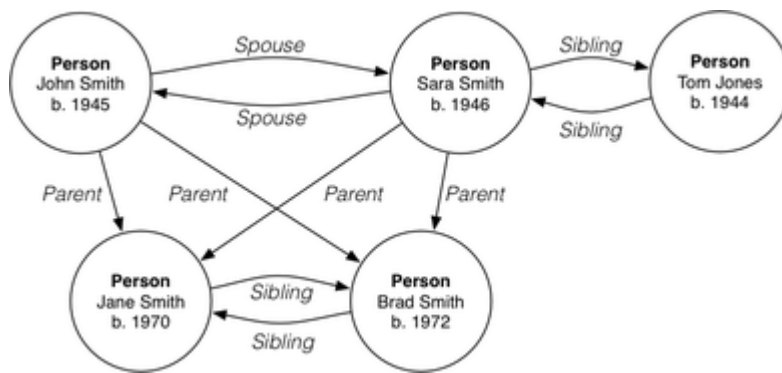 Person
John Smith
b. 1945
Spouse
Spouse
Person
Sara Smith
b. 1946
Sibling
Sibling
Person
Tom Jones
b. 1944
Parent
Parent
Parent
Parent
Person
Jane Smith
b. 1970
Sibling
Sibling
Person
Brad Smith
b. 1972